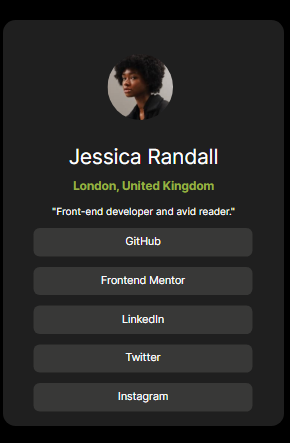 Jessica Randall
London, United Kingdom
"Front-end developer and avid reader."
GitHub
Frontend Mentor
LinkedIn
Twitter
Instagram